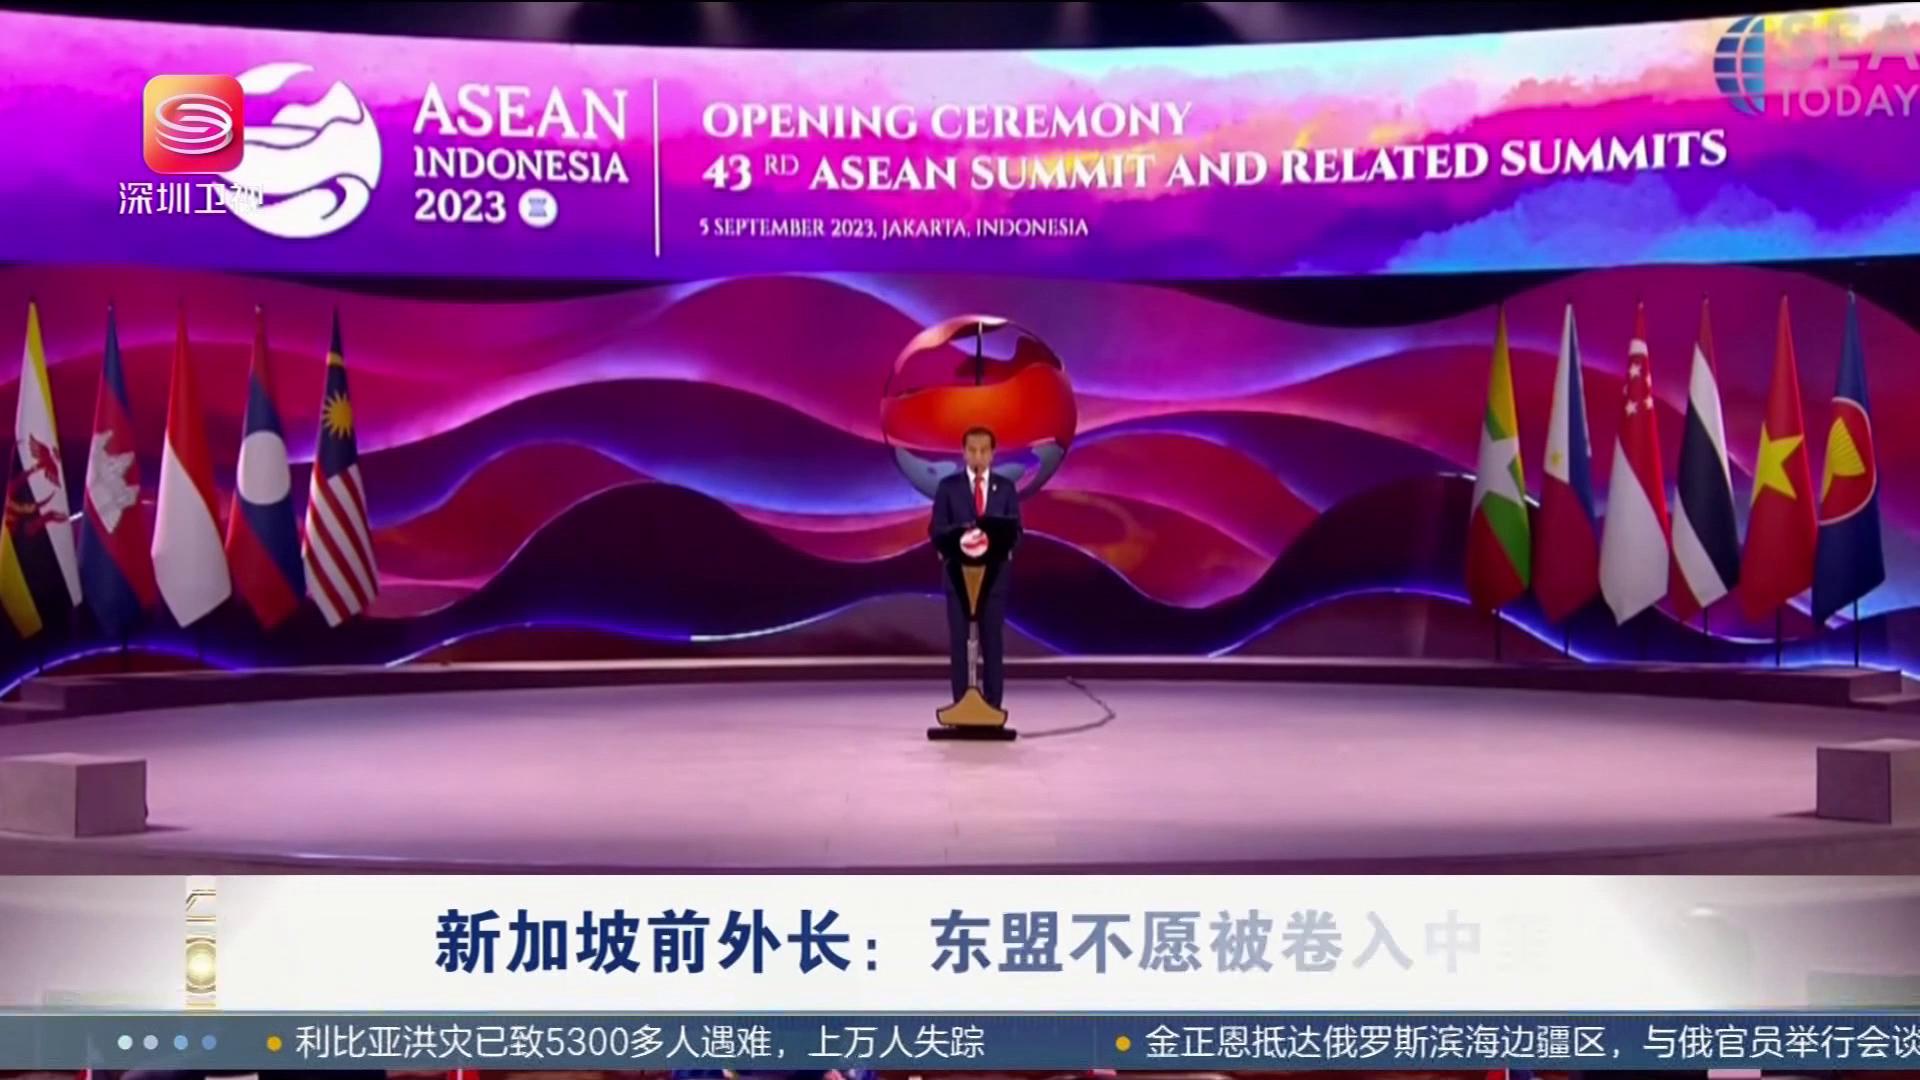 SEA
TODAY
深圳卫视
ASEAN
INDONESIA
2023
OPENING CEREMONY
43 RD ASEAN SUMMIT AND RELATED SUMMITS
5 SEPTEMBER 2023, JAKARTA, INDONESIA
新加坡前外长：东盟不愿被卷入中
利比亚洪灾已致5300多人遇难，上万人失踪
金正恩抵达俄罗斯滨海边疆区，与俄官员举行会谈